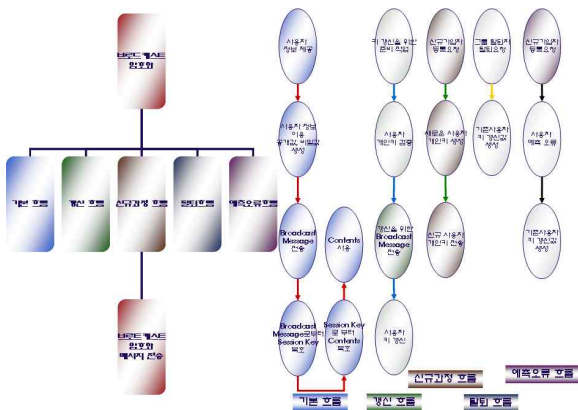 브로드캐스트
암호화
기본 흐름
갱신 흐름
신규과정 흐름
탈퇴흐름
예측오류흐름
브로드캐스트
암호화
메시지 전송
사용자
정보 제공
사용자 정보
이용
공개값, 비밀값
생성
Broadcast
Message
전송
Broadcast
Message로부터
Session Key
복호
Contents
사용
Session Key
로 부터
Contents
복호
키 갱신을 위한
준비 작업
사용자
개인키 검증
갱신을 위한
Broadcast
Message
전송
사용자
키 갱신
신규가입자
등록요청
새로운 사용자
개인키 생성
신규 사용자
개인키 전송
그룹 탈퇴자
탈퇴요청
기존사용자
키 갱신값
생성
신규가입자
등록요청
사용자
예측 오류
기존사용자
키 갱신값
생성
신규과정 흐름
예측오류 흐름
기본 흐름
갱신 흐름
탈퇴 흐름